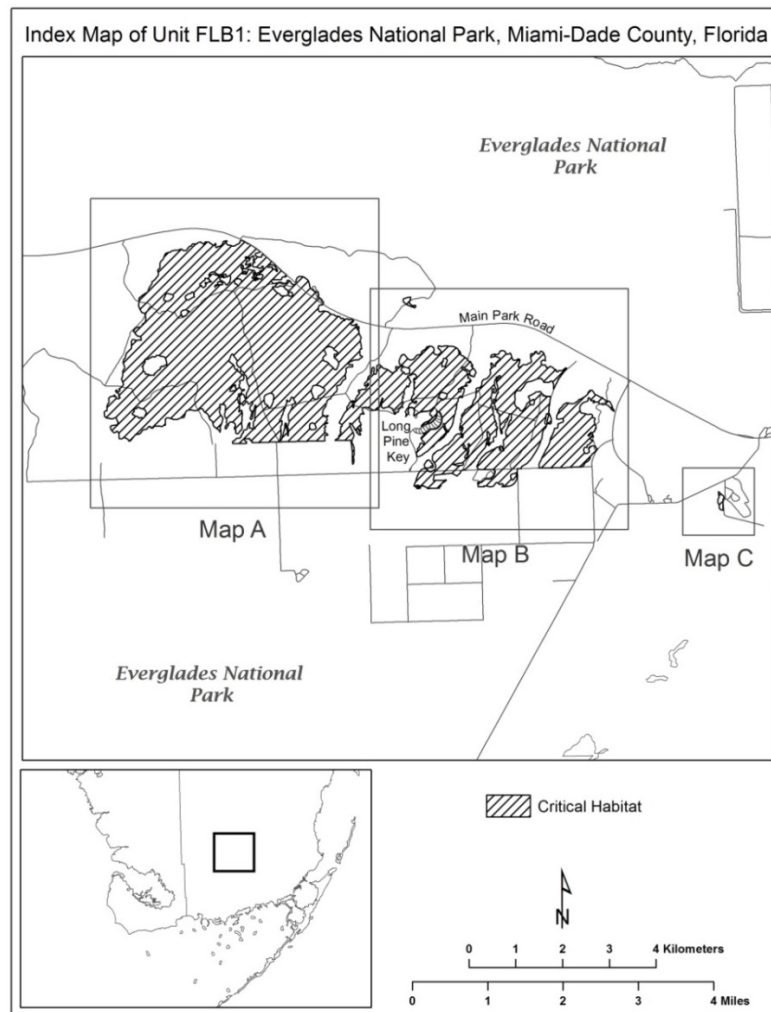 Index Map of Unit FLB1: Everglades National Park, Miami-Dade County, Florida
Everglades National
Park
Main Park Road
Long
Pine
Key
Map A
Map B
Map C
Everglades National
Park
Critical Habitat
N
0 1 2 3 4 Kilometers
0 1 2 3 4 Miles